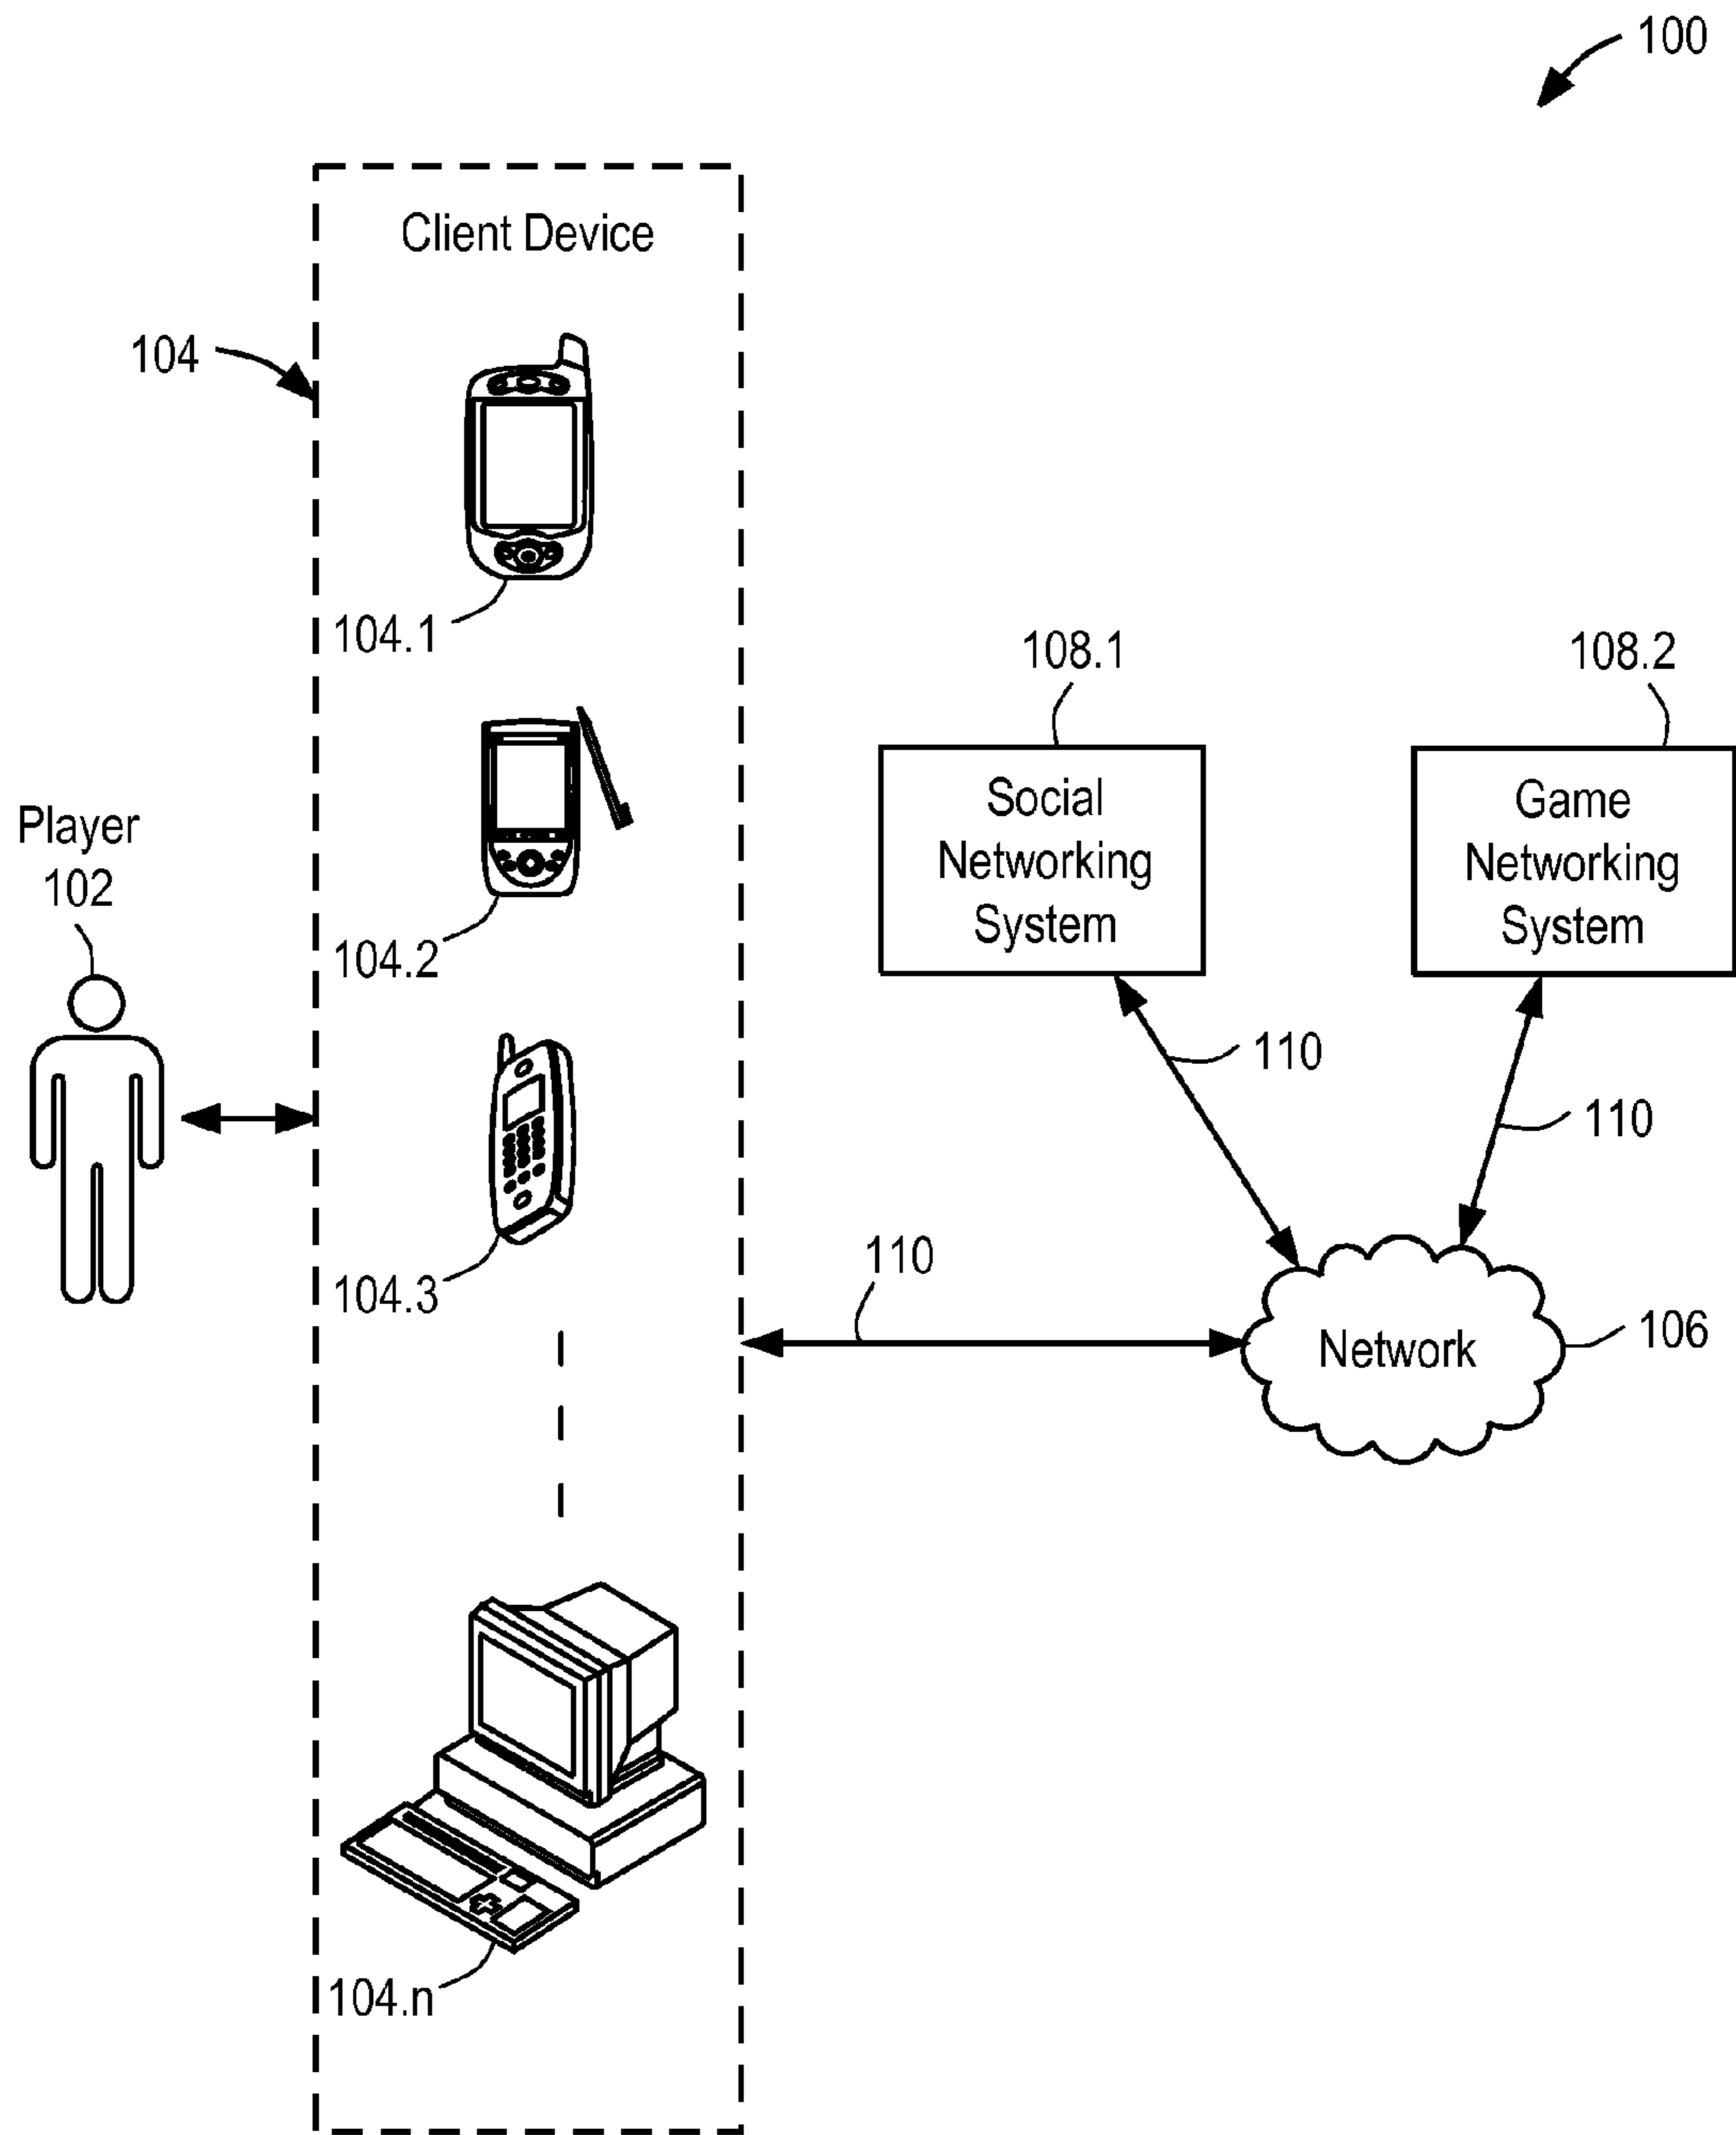 100
Client Device
104
104.1
108.1
108.2
Social
Networking
System
Game
Networking
System
Player
102
104.2
110
110
104.3
110
Network
106
104.n